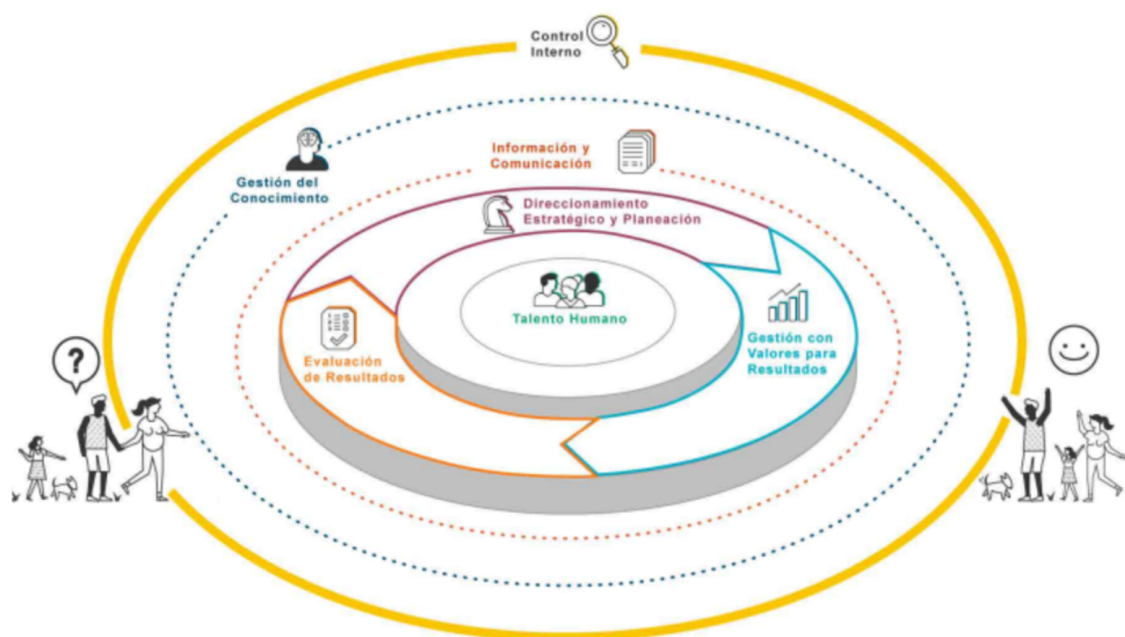 Control
Interno
Información y
Comunicación
Gestión del
Conocimiento
Direccionamiento
Estratégico y Planeación
Talento Humano
Gestión con
Valores para
Resultados
Evaluación
de Resultados
?